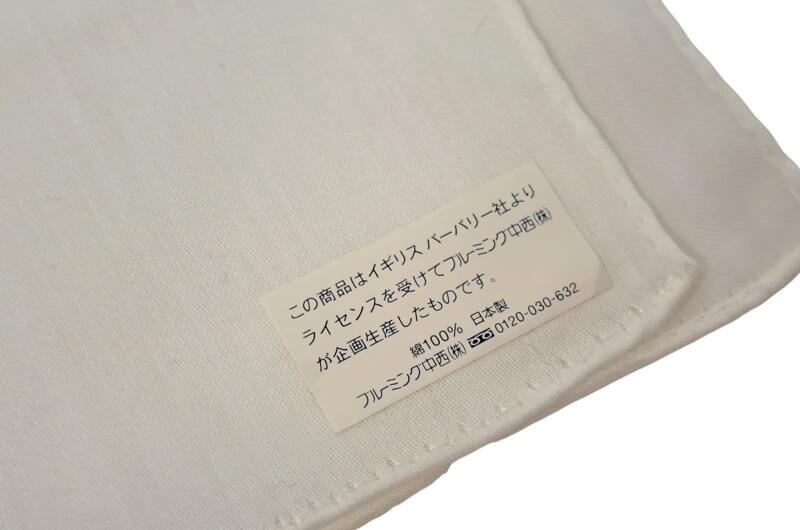 この商品はイギリス バーバリー社より
ライセンスを受けてブルーミング中西(株)
が企画生産したものです。
綿100% 日本製
ブルーミング中西(株) 0120-030-632